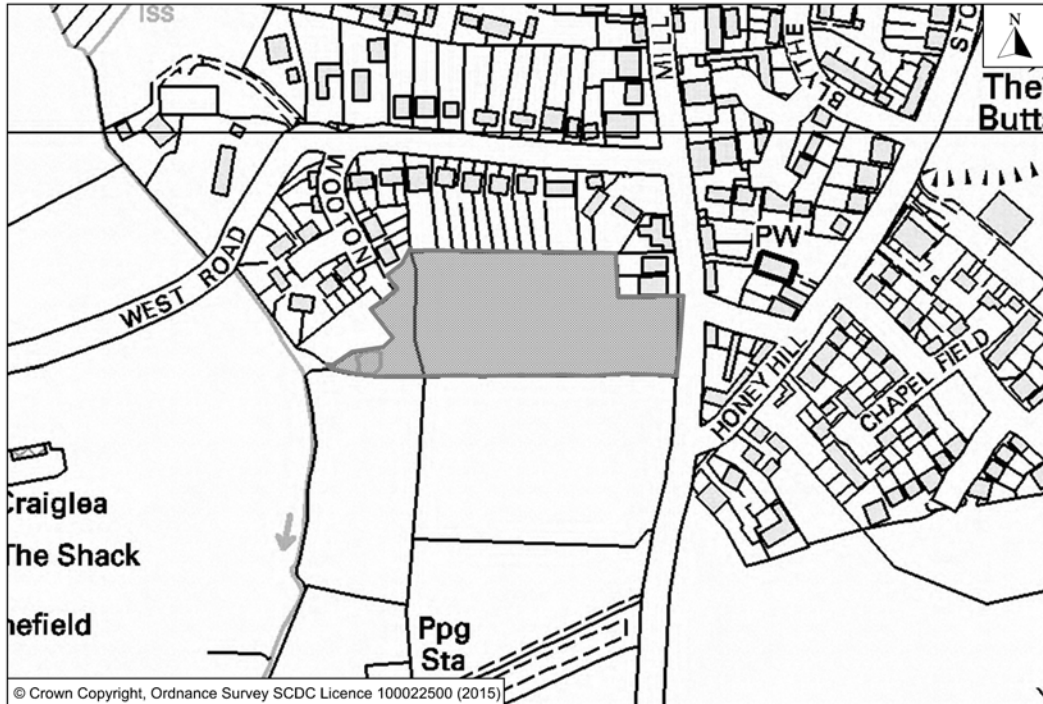 Iss
N
MILL
BLYTHE
STO
The
Butts
NOTLOW
PW
WEST ROAD
HONEY HILL
CHAPEL FIELD
Craiglea
The Shack
nefield
Ppg
Sta
© Crown Copyright, Ordnance Survey SCDC Licence 100022500 (2015)